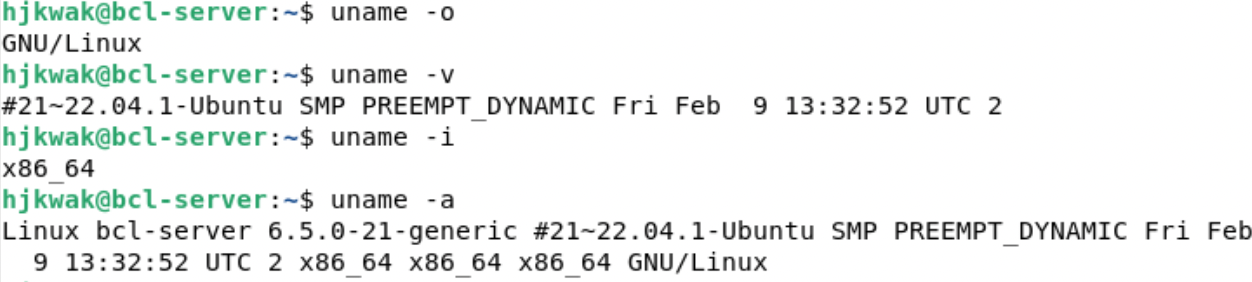 hjkwak@bcl-server:~$ uname -o
GNU/Linux
hjkwak@bcl-server:~$ uname -v
#21~22.04.1-Ubuntu SMP PREEMPT_DYNAMIC Fri Feb  9 13:32:52 UTC 2
hjkwak@bcl-server:~$ uname -i
x86_64
hjkwak@bcl-server:~$ uname -a
Linux bcl-server 6.5.0-21-generic #21~22.04.1-Ubuntu SMP PREEMPT_DYNAMIC Fri Feb
  9 13:32:52 UTC 2 x86_64 x86_64 x86_64 GNU/Linux